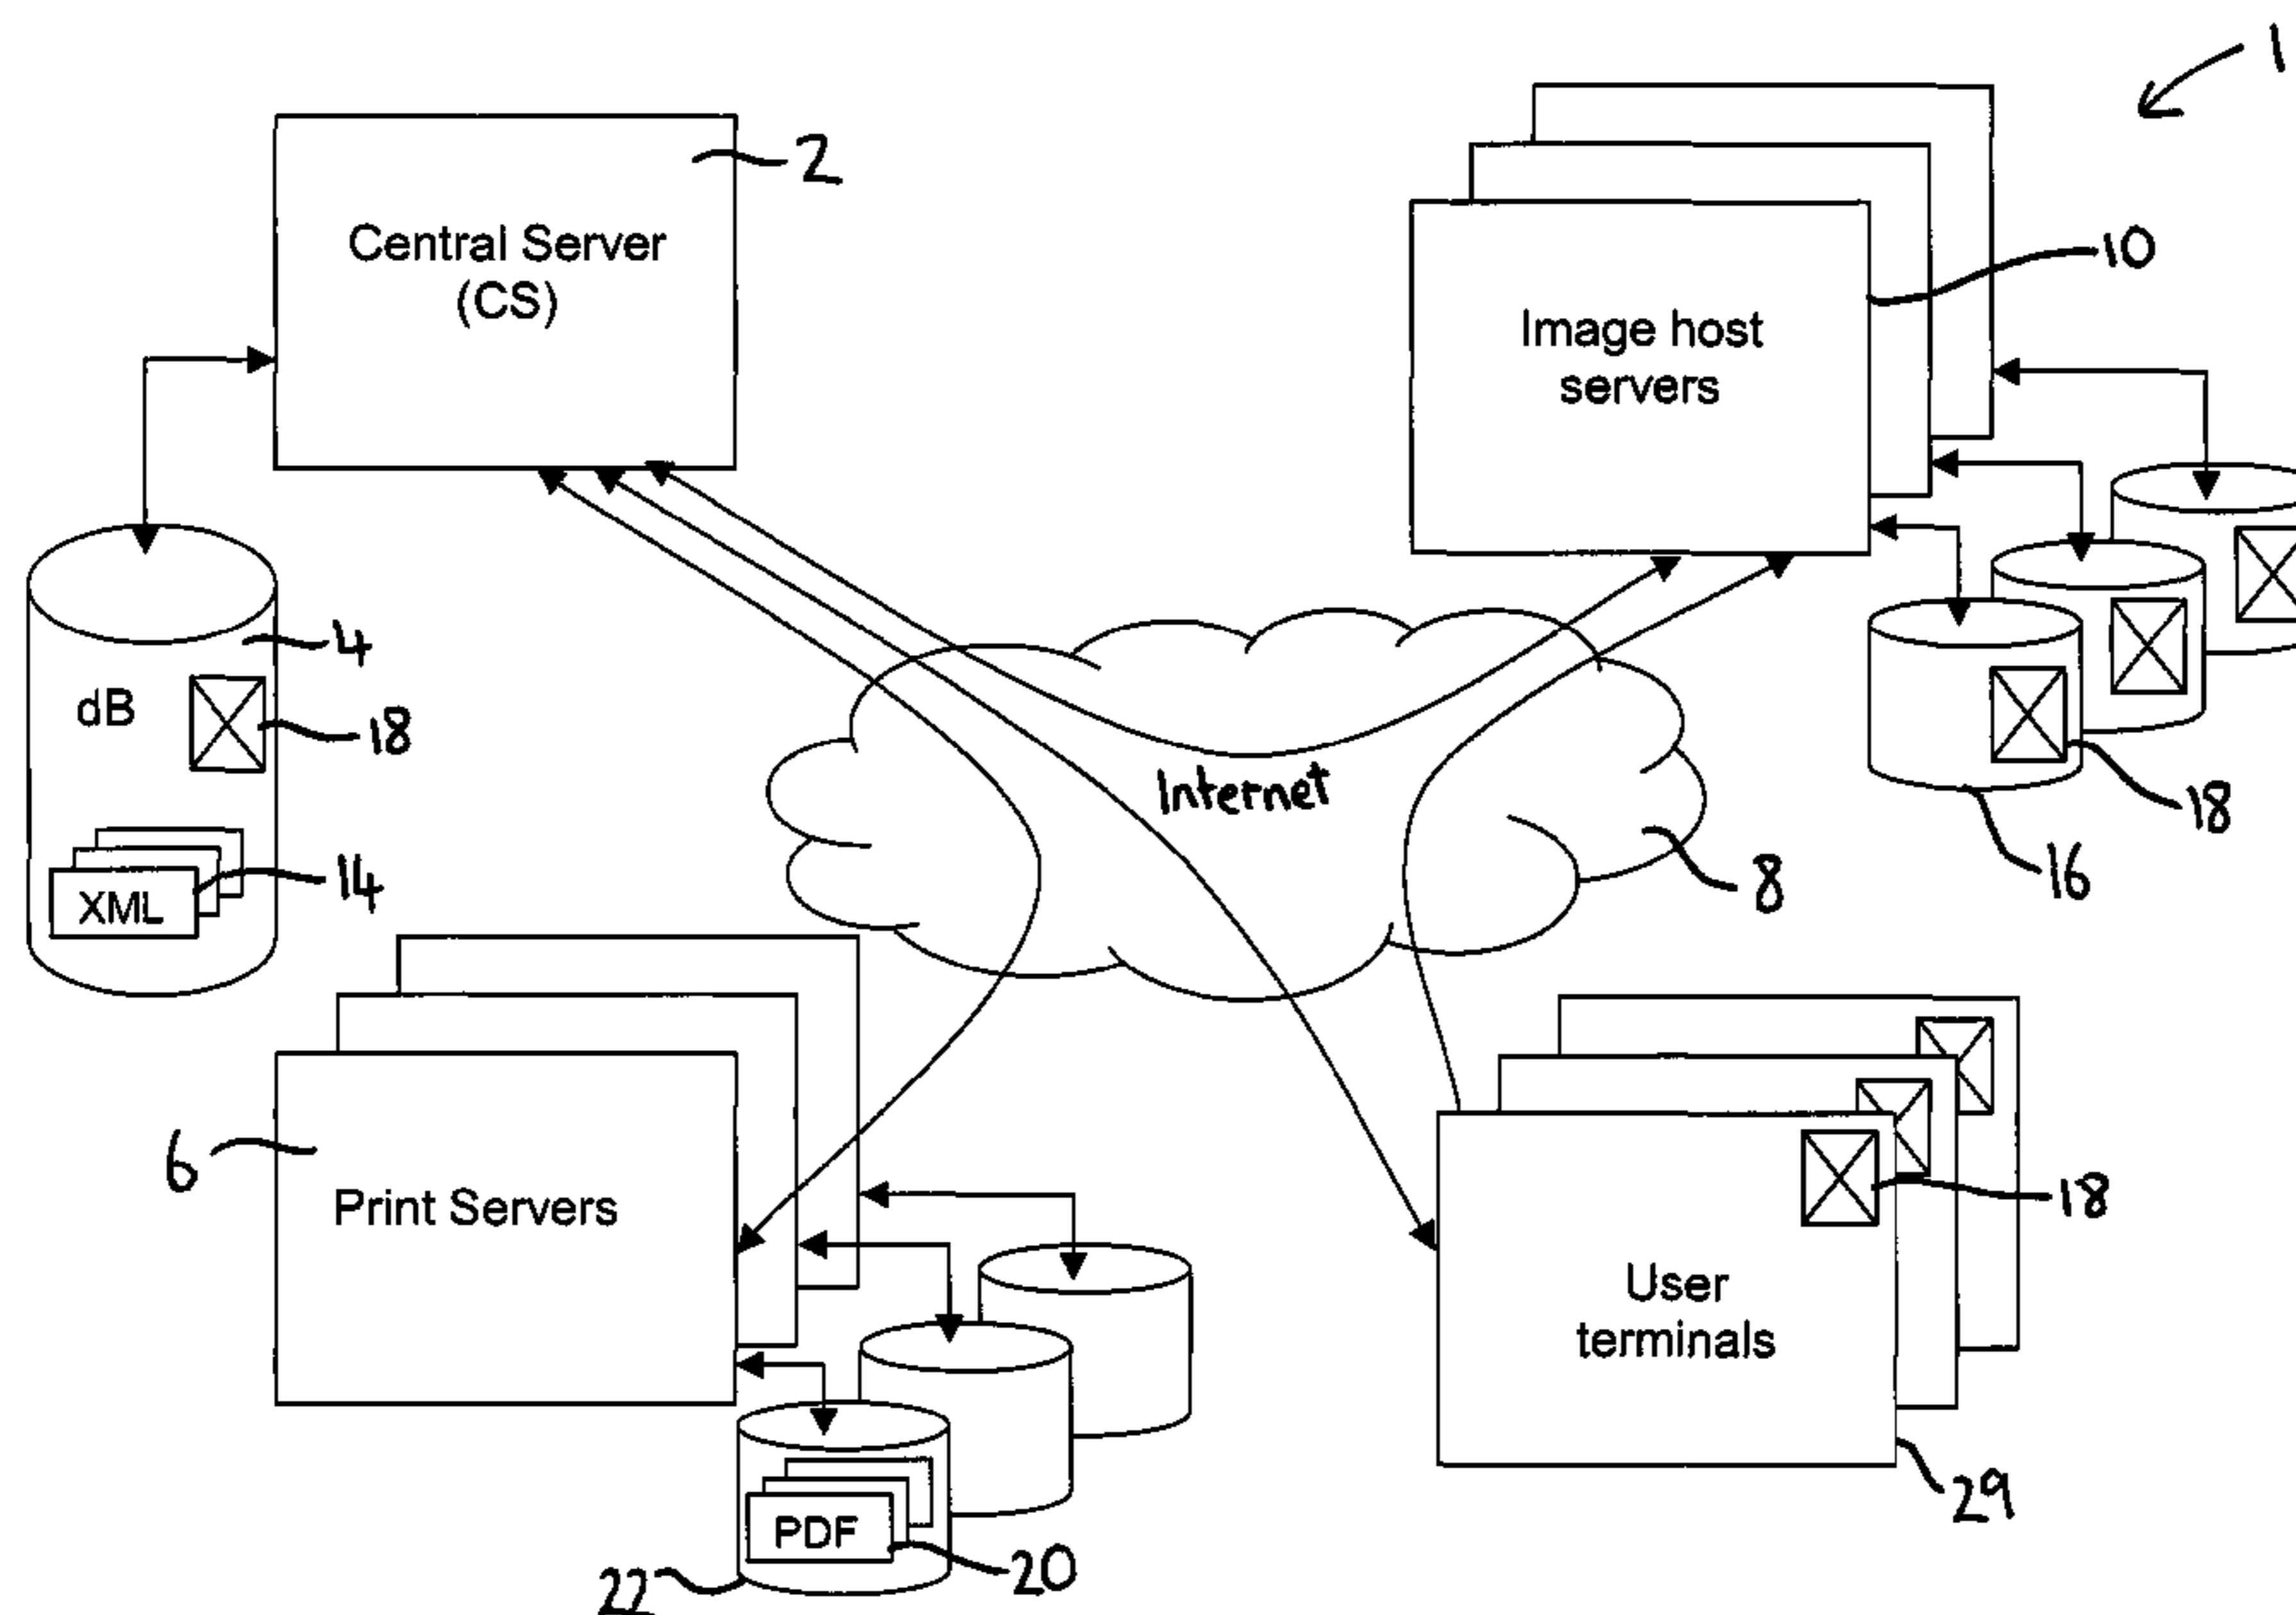 1
2
Central Server
(CS)
10
Image host
servers
4
dB
18
Internet
18
8
16
14
XML
6
Print Servers
18
User
terminals
29
PDF
20
22